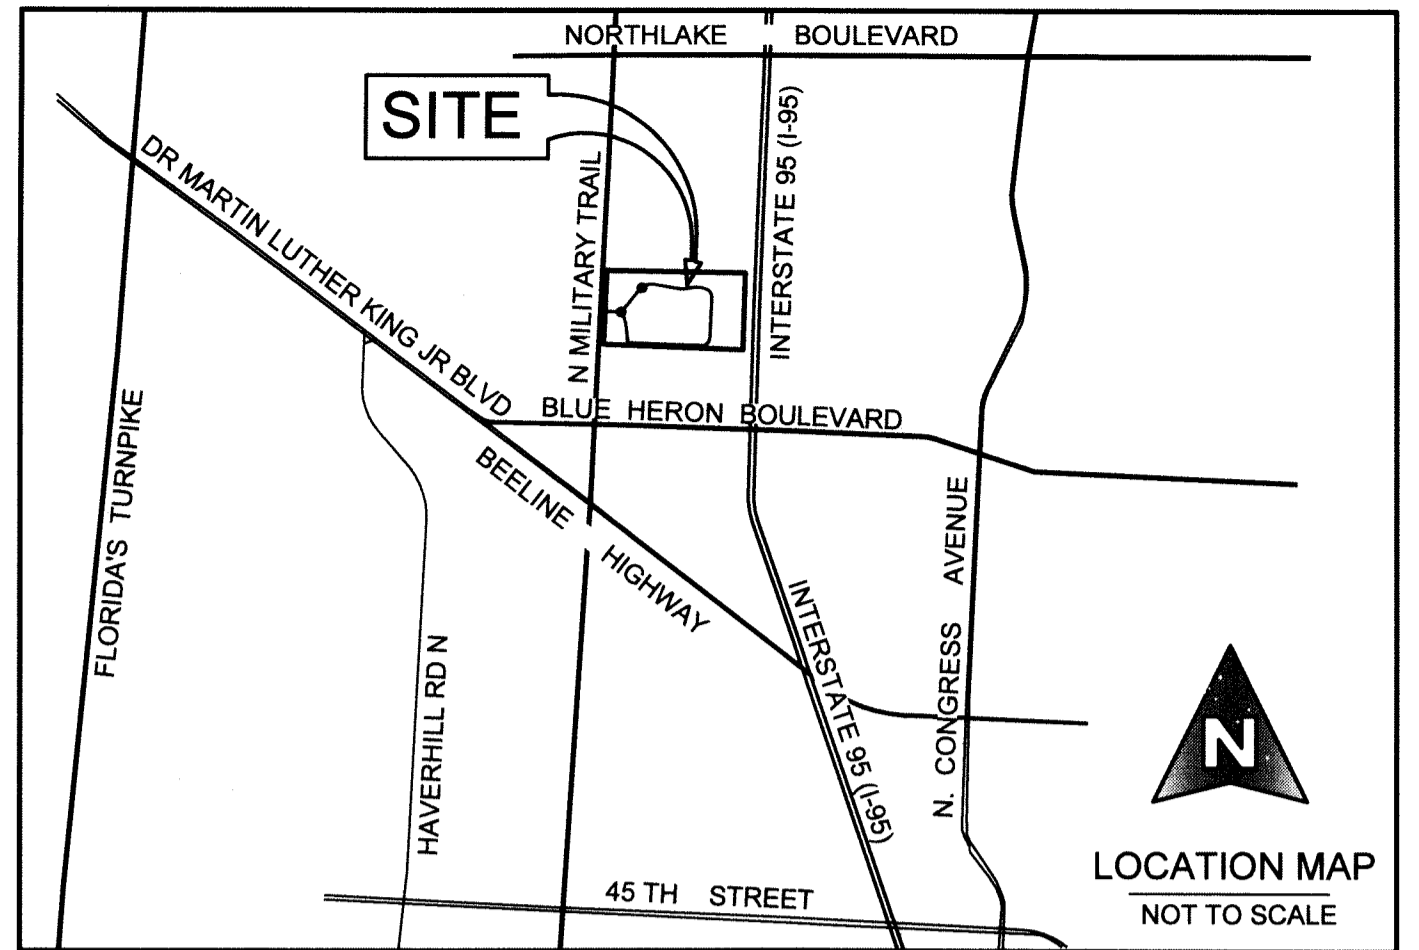 NORTHLAKE BOULEVARD
SITE
DR MARTIN LUTHER KING JR BLVD
N MILITARY TRAIL
INTERSTATE 95 (I-95)
FLORIDA'S TURNPIKE
BLUE HERON BOULEVARD
BEELINE HIGHWAY
HAVERHILL RD N
INTERSTATE 95 (I-95)
N. CONGRESS AVENUE
N
45 TH STREET
LOCATION MAP
NOT TO SCALE